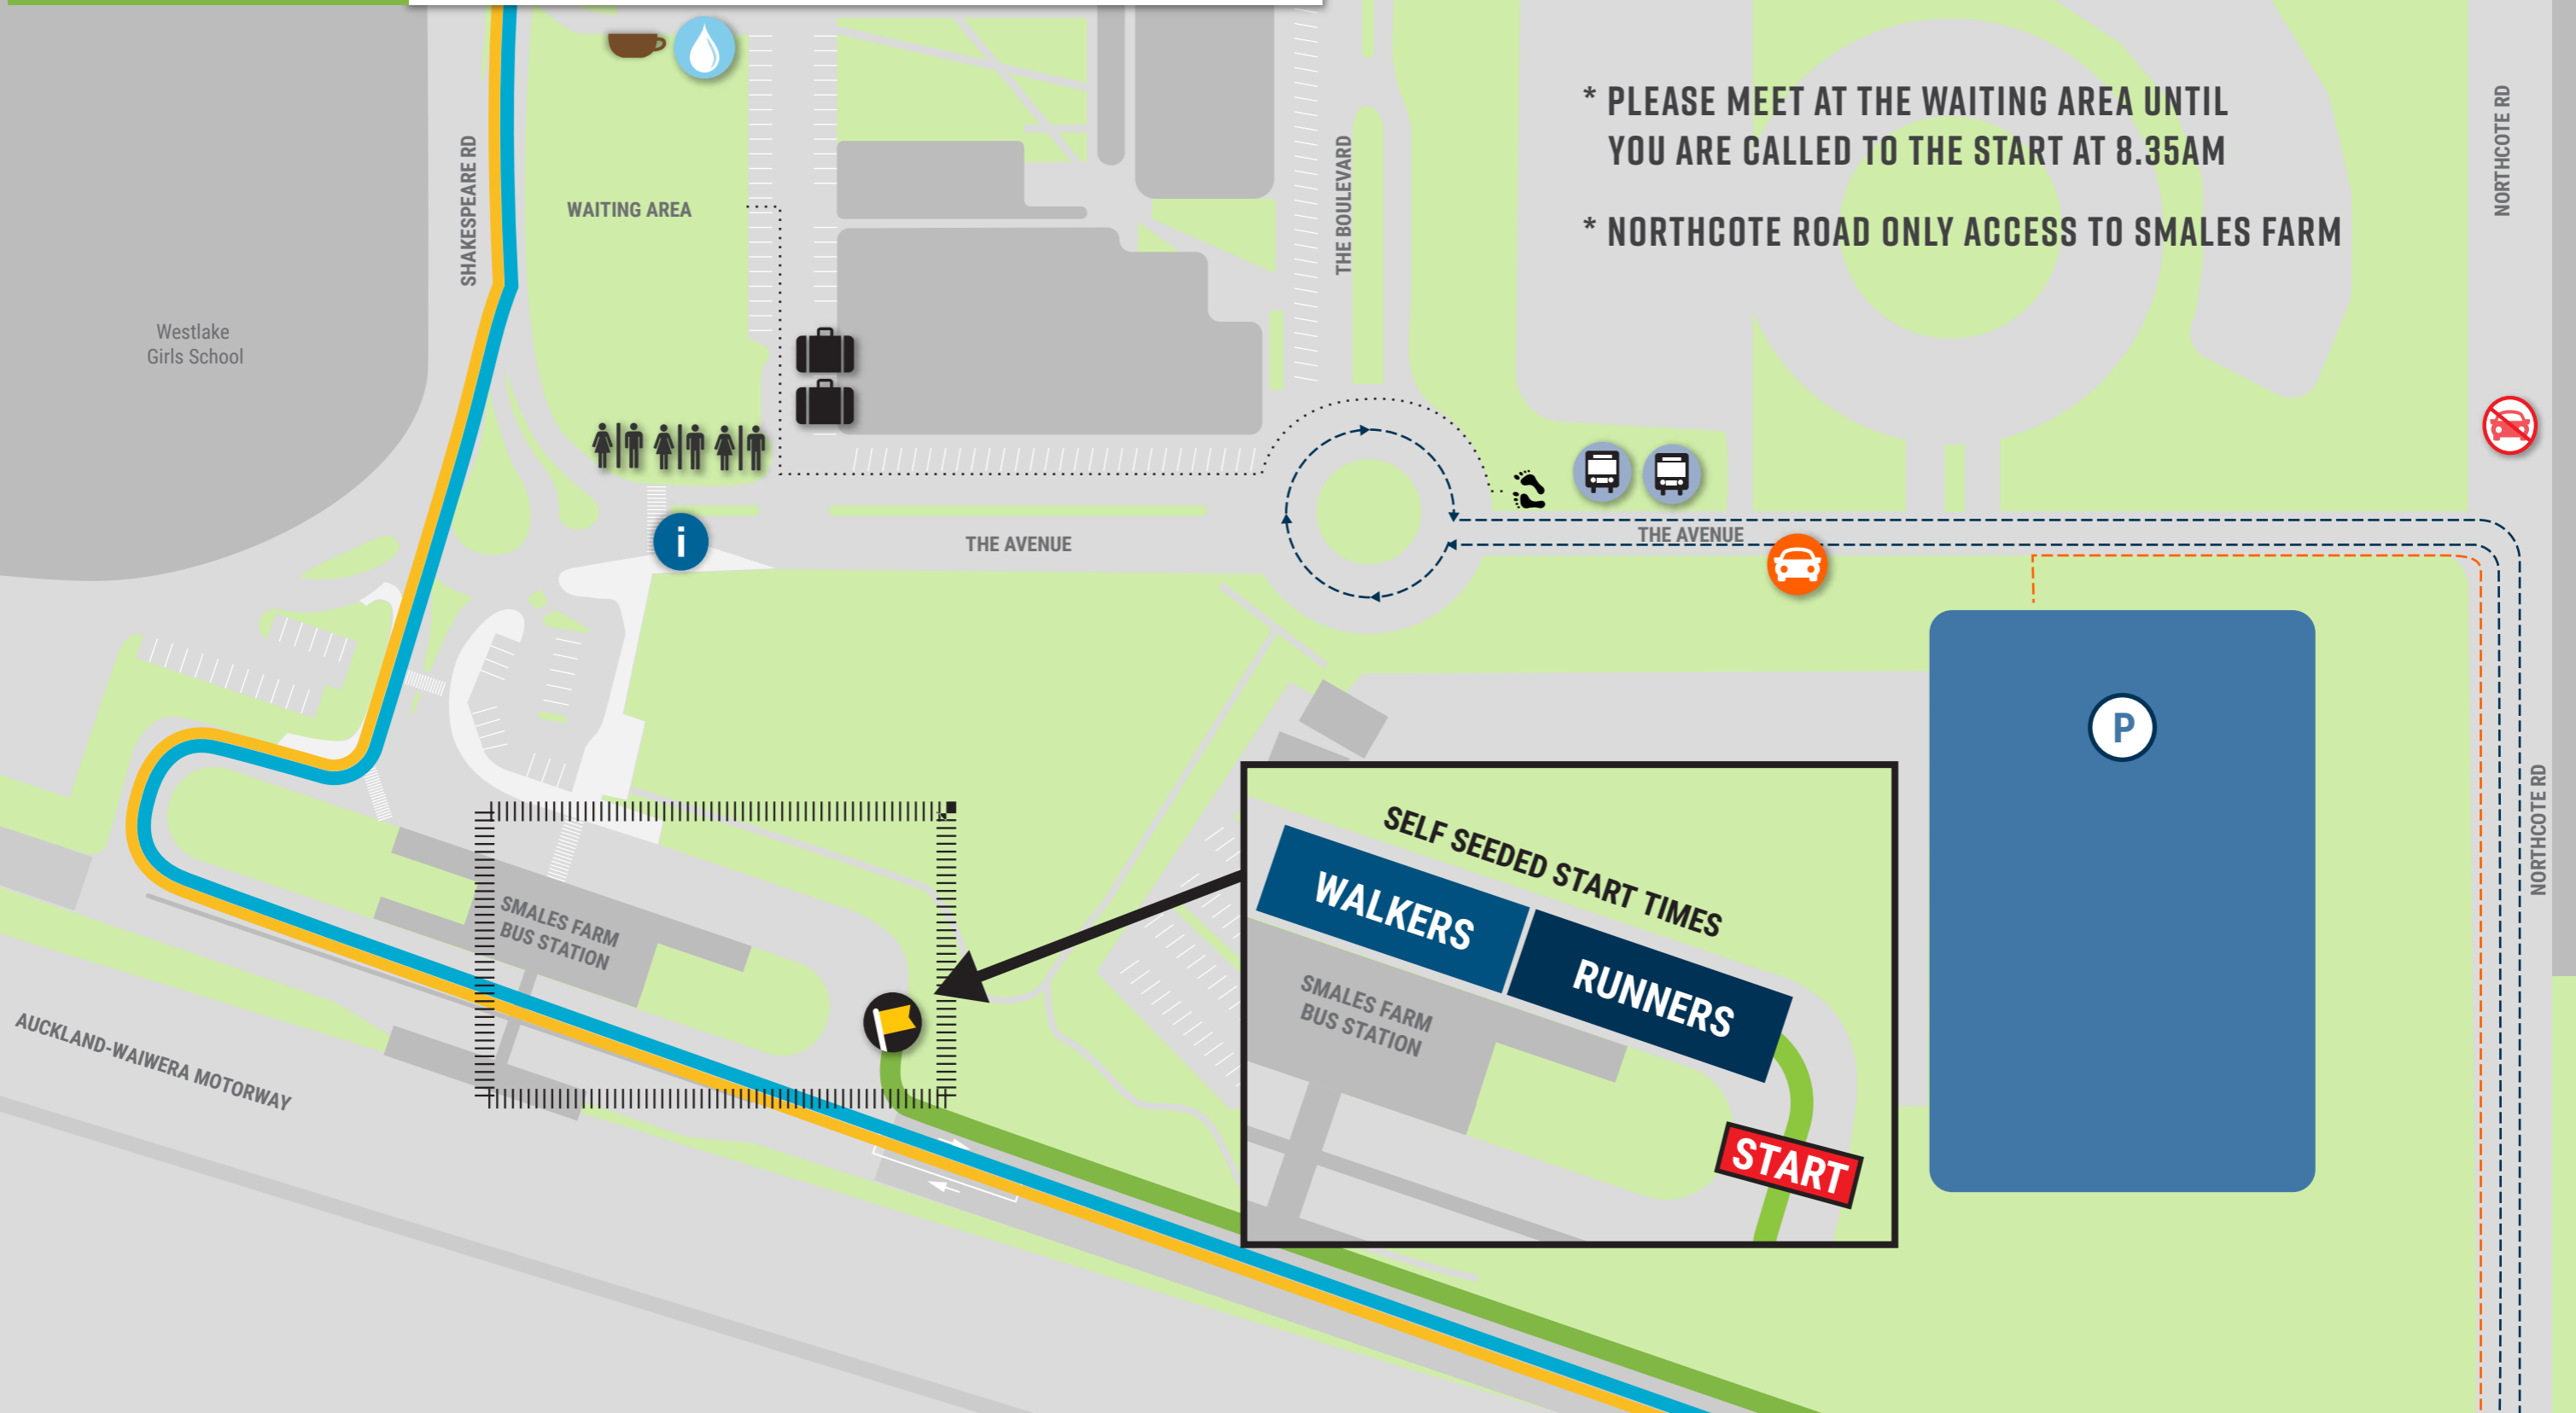 * PLEASE MEET AT THE WAITING AREA UNTIL
YOU ARE CALLED TO THE START AT 8.35AM
* NORTHCOTE ROAD ONLY ACCESS TO SMALES FARM
NORTHCOTE RD
SHAKESPEARE RD
WAITING AREA
THE BOULEVARD
Westlake
Girls School
i
THE AVENUE
THE AVENUE
P
NORTHCOTE RD
SELF SEEDED START TIMES
WALKERS
RUNNERS
SMALES FARM
BUS STATION
START
SMALES FARM
BUS STATION
AUCKLAND-WAIWERA MOTORWAY